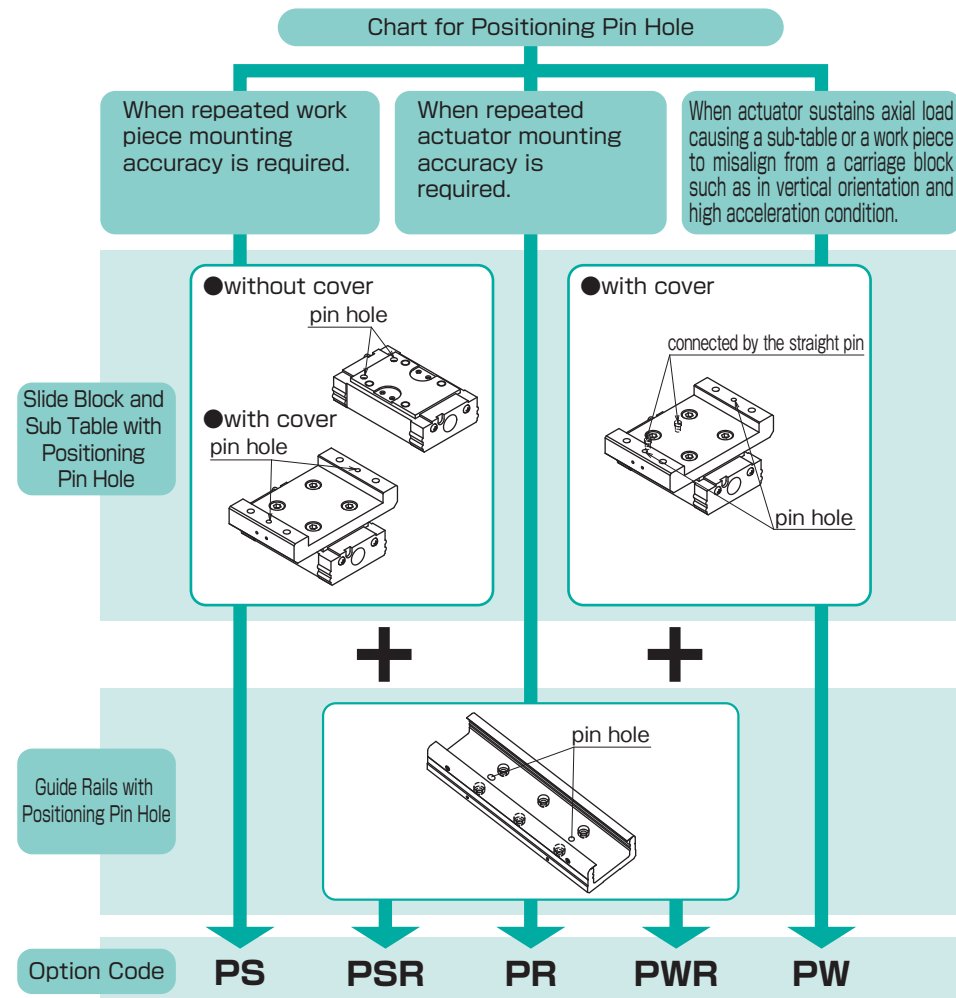 Chart for Positioning Pin Hole
When repeated work
piece mounting
accuracy is required.
When repeated
actuator mounting
accuracy is
required.
When actuator sustains axial load
causing a sub-table or a work piece
to misalign from a carriage block
such as in vertical orientation and
high acceleration condition.
Slide Block and
Sub Table with
Positioning
Pin Hole
●without cover
pin hole
●with cover
pin hole
●with cover
connected by the straight pin
pin hole
+
+
Guide Rails with
Positioning Pin Hole
pin hole
Option Code
PS
PSR
PR
PWR
PW